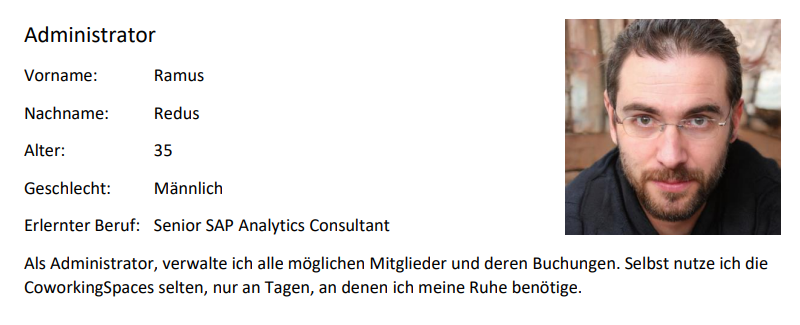 Administrator
Vorname: Ramus
Nachname: Redus
Alter: 35
Geschlecht: Männlich
Erlernter Beruf: Senior SAP Analytics Consultant
Als Administrator, verwalte ich alle möglichen Mitglieder und deren Buchungen. Selbst nutze ich die
CoworkingSpaces selten, nur an Tagen, an denen ich meine Ruhe benötige.